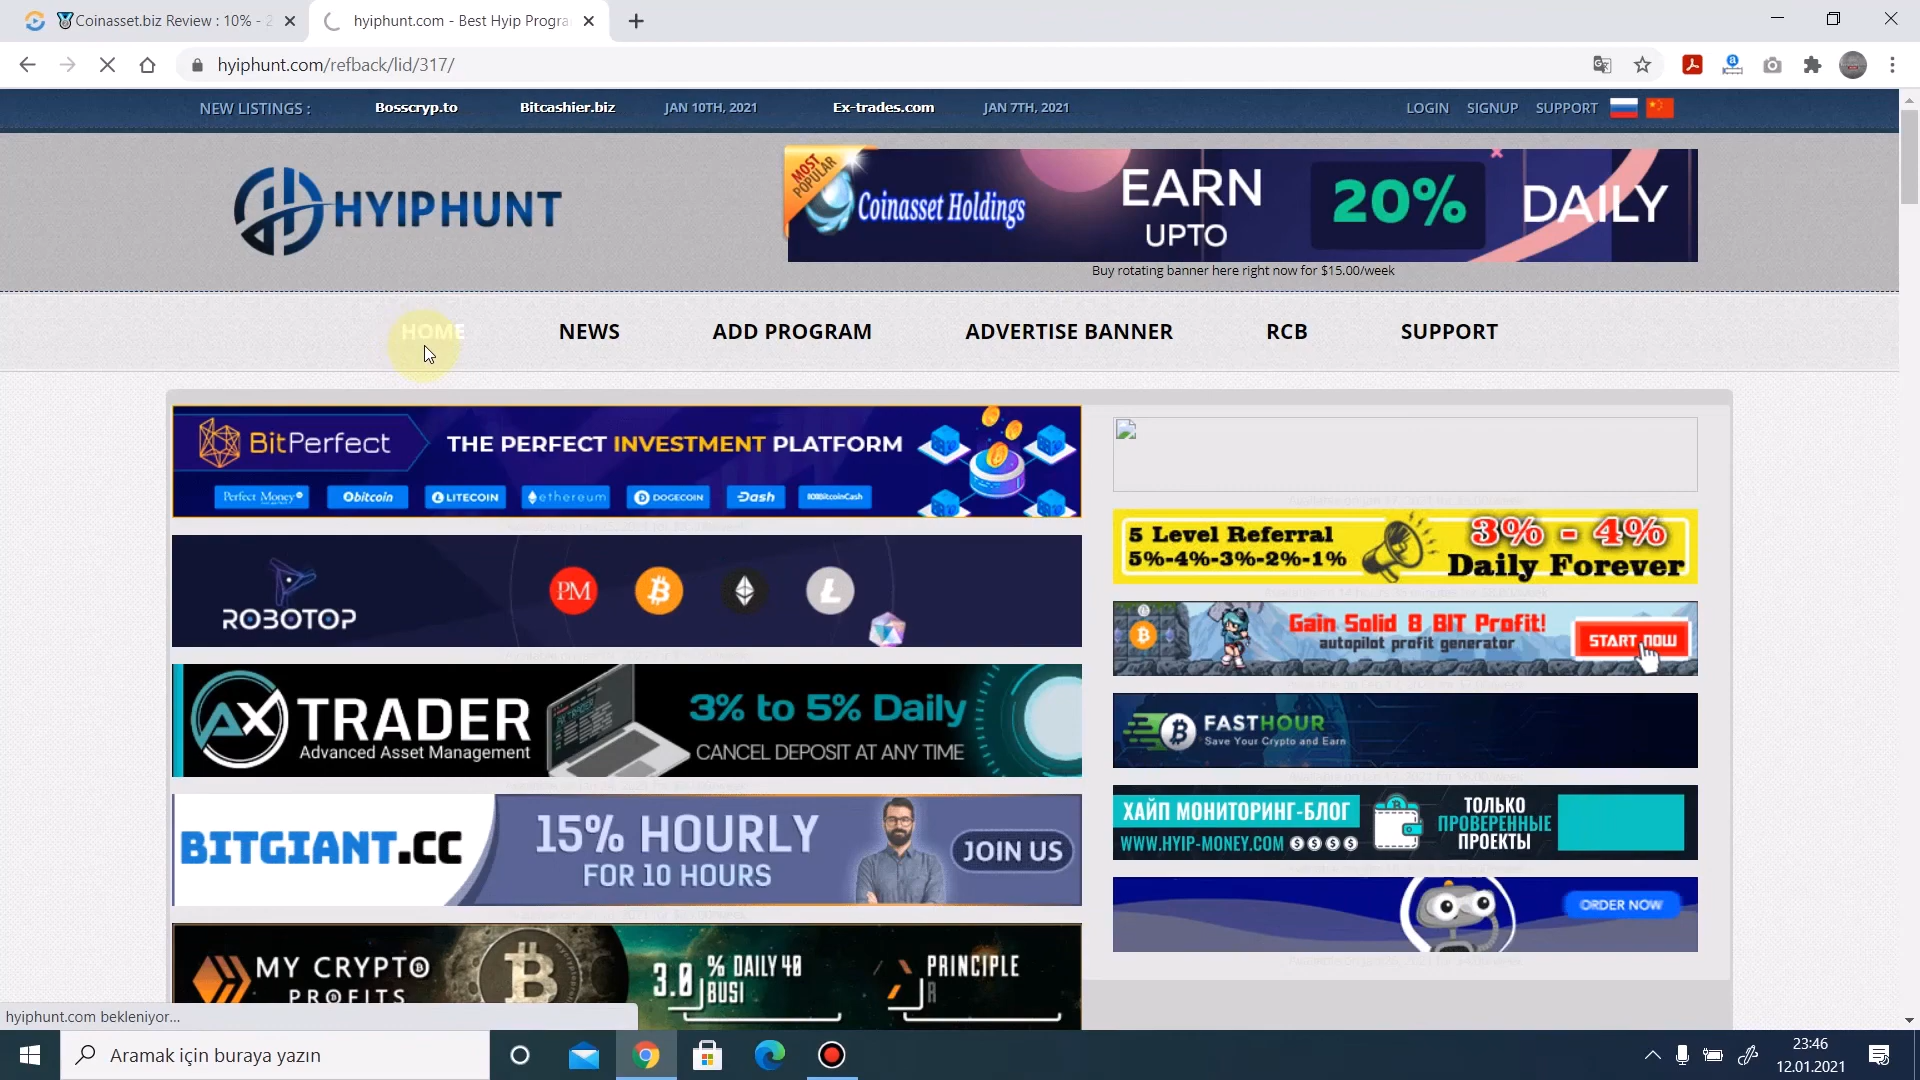 Coinasset.biz Review : 10% - 2
hyiphunt.com - Best Hyip Progra
hyiphunt.com/refback/lid/317/
NEW LISTINGS : Bosscryp.to Bitcashier.biz JAN 10TH, 2021 Ex-trades.com JAN 7TH, 2021 LOGIN SIGNUP SUPPORT
HYIPHUNT
MOST POPULAR
Coinasset Holdings
EARN UPTO
20%
DAILY
Buy rotating banner here right now for $15.00/week
HOME NEWS ADD PROGRAM ADVERTISE BANNER RCB SUPPORT
BitPerfect
THE PERFECT INVESTMENT PLATFORM
Perfect Money bitcoin LITECOIN ethereum DOGECOIN Dash BitcoinCash
ROBOTOP
PM
AX TRADER
Advanced Asset Management
3% to 5% Daily
CANCEL DEPOSIT AT ANY TIME
BITGIANT.CC
15% HOURLY
FOR 10 HOURS
JOIN US
MY CRYPTO
PROFITS
3.0 % DAILY 40
BUSI
PRINCIPLE
R
5 Level Referral
5%-4%-3%-2%-1%
3% - 4%
Daily Forever
Gain Solid 8 BIT Profit!
autopilot profit generator
START NOW
FASTHOUR
Save Your Crypto and Earn
ХАЙП МОНИТОРИНГ-БЛОГ
WWW.HYIP-MONEY.COM
ТОЛЬКО
ПРОВЕРЕННЫЕ
ПРОЕКТЫ
ORDER NOW
hyiphunt.com bekleniyor...
Aramak için buraya yazın
23:46
12.01.2021